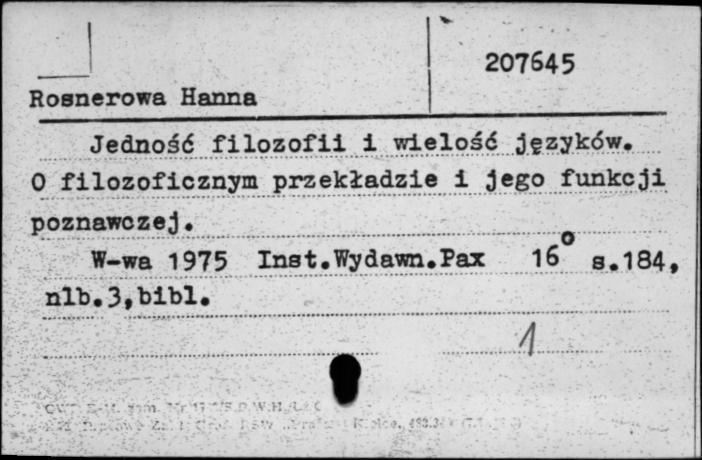 207645
Rosnerowa Hanna
Jedność filozofii i wielość języków.
O filozoficznym przekładzie i jego funkcji
poznawczej.
W-wa 1975 Inst.Wydawn.Pax 16° s.184,
nlb.3,bibl.
1